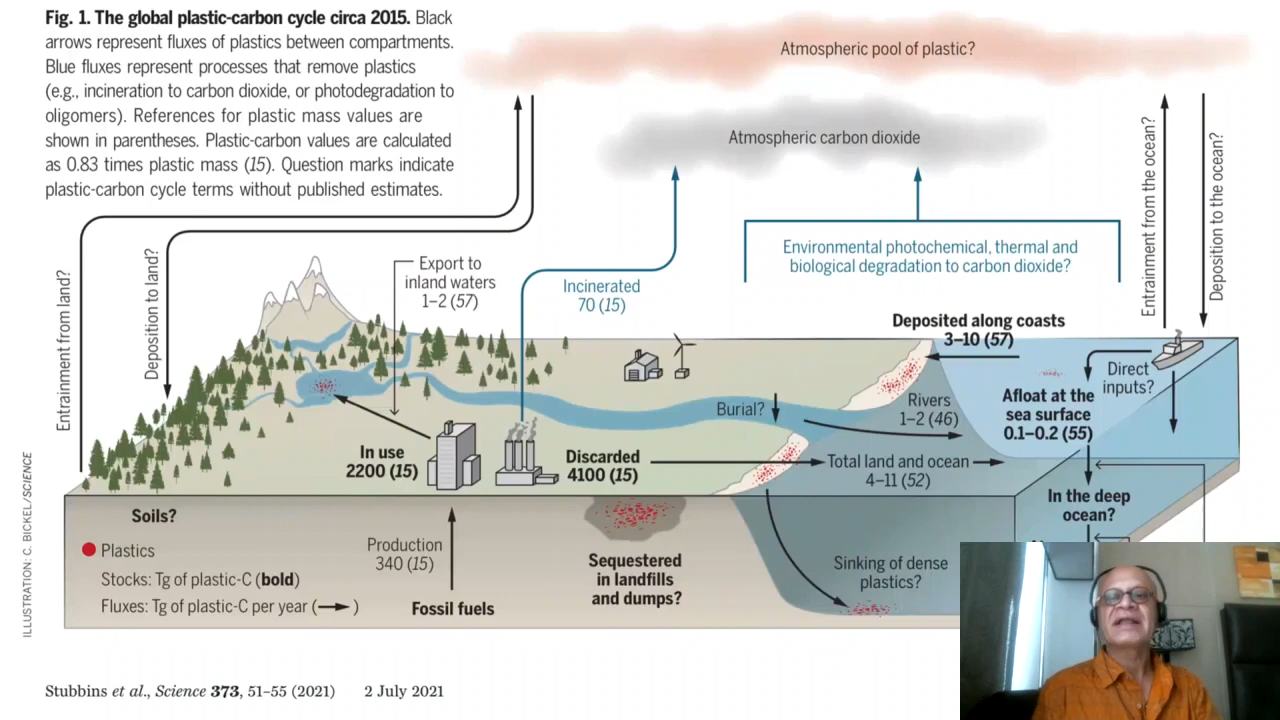 Fig. 1. The global plastic-carbon cycle circa 2015. Black
arrows represent fluxes of plastics between compartments.
Blue fluxes represent processes that remove plastics
(e.g., incineration to carbon dioxide, or photodegradation to
oligomers). References for plastic mass values are
shown in parentheses. Plastic-carbon values are calculated
as 0.83 times plastic mass (15). Question marks indicate
plastic-carbon cycle terms without published estimates.
Atmospheric pool of plastic?
Atmospheric carbon dioxide
Entrainment from land?
Deposition to land?
Export to
inland waters
1–2 (57)
Incinerated
70 (15)
Environmental photochemical, thermal and
biological degradation to carbon dioxide?
Entrainment from the ocean?
Deposition to the ocean?
Deposited along coasts
3–10 (57)
Direct
inputs?
Afloat at the
sea surface
0.1–0.2 (55)
Burial?
Rivers
1–2 (46)
In use
2200 (15)
Discarded
4100 (15)
Total land and ocean
4–11 (52)
In the deep
ocean?
Soils?
Plastics
Stocks: Tg of plastic-C (bold)
Fluxes: Tg of plastic-C per year (→)
Production
340 (15)
Fossil fuels
Sequestered
in landfills
and dumps?
Sinking of dense
plastics?
ILLUSTRATION: C. BICKEL/SCIENCE
Stubbins et al., Science 373, 51–55 (2021) 2 July 2021